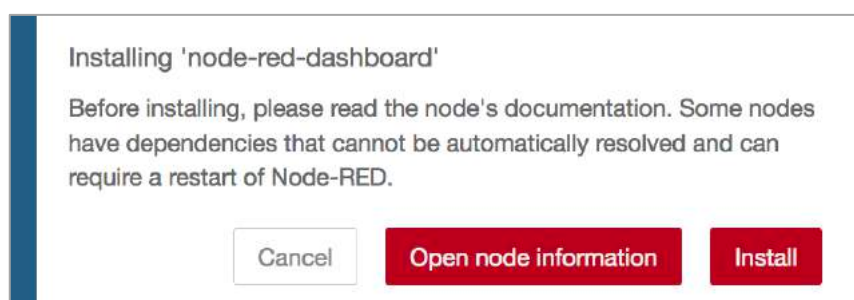 Installing 'node-red-dashboard'
Before installing, please read the node's documentation. Some nodes
have dependencies that cannot be automatically resolved and can
require a restart of Node-RED.
Cancel
Open node information
Install